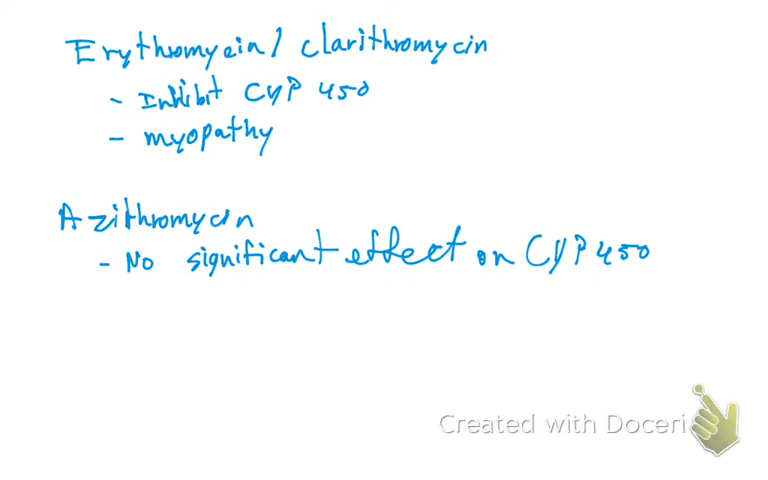 Erythromycin/ clarithromycin
- Inhibit CYP 450
- myopathy
Azithromycin
- No significant effect on CYP 450
Created with Doceri